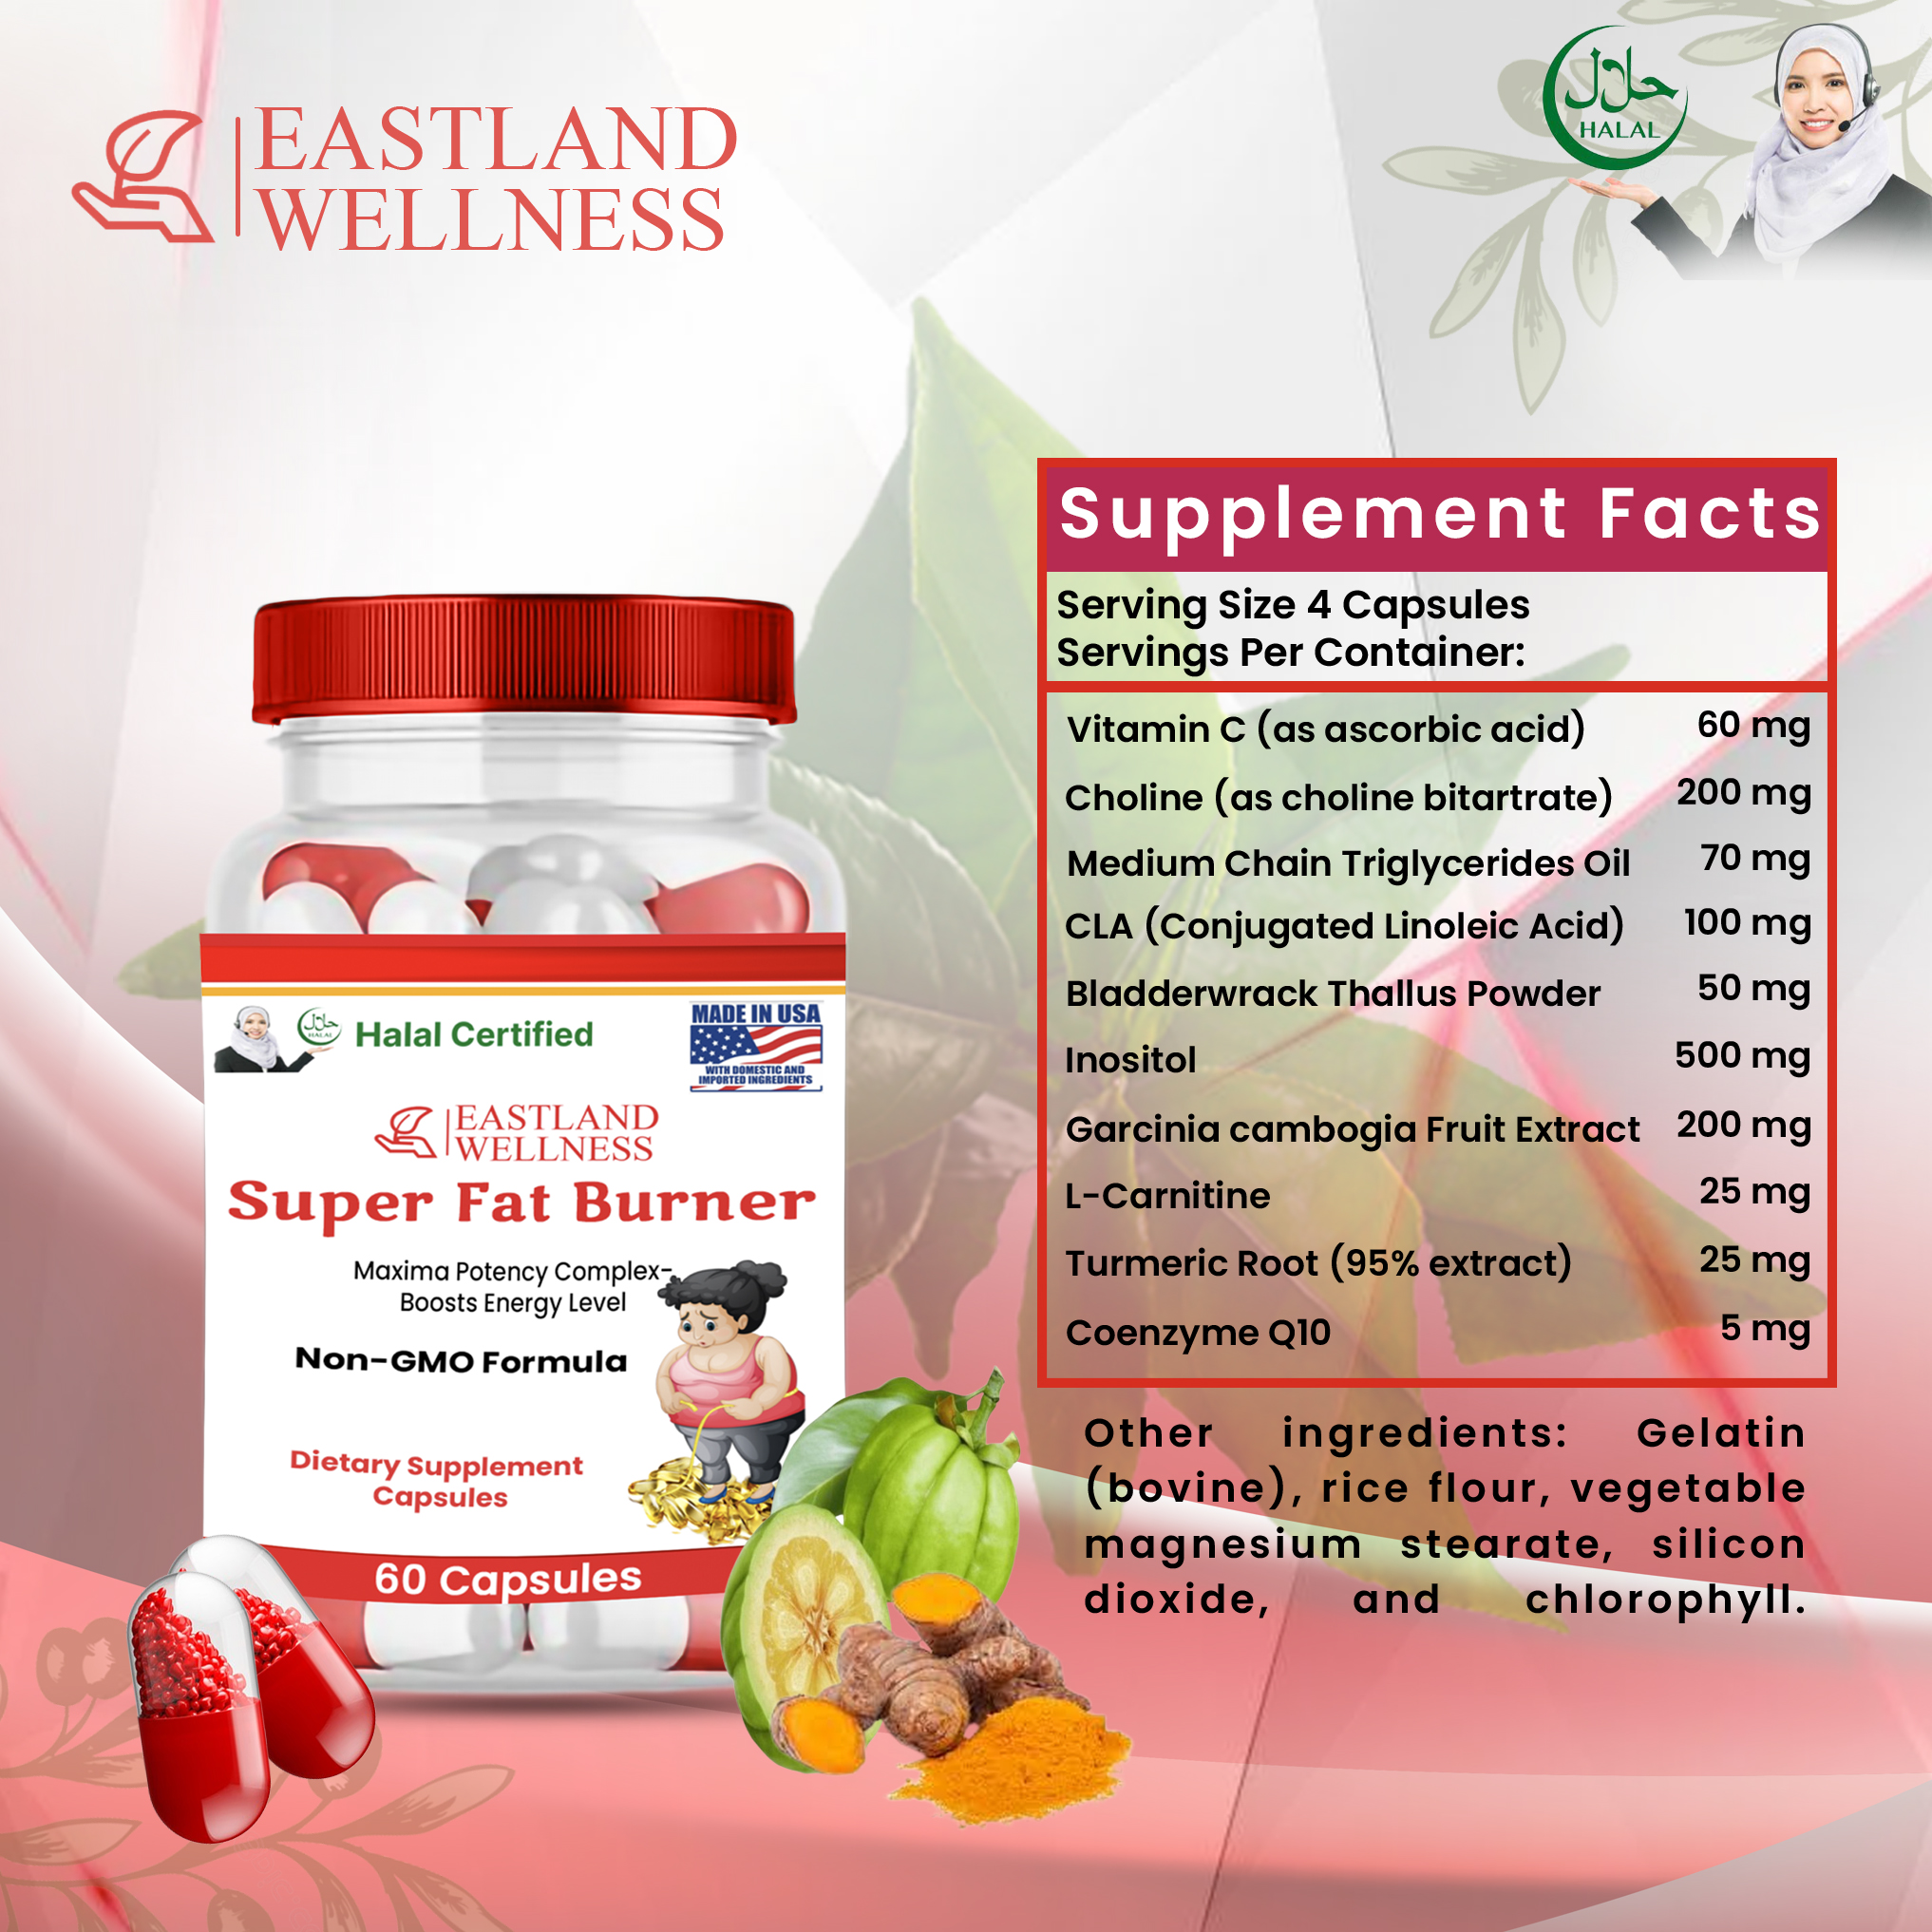 EASTLAND
WELLNESS
حلال
HALAL
Supplement Facts
Serving Size 4 Capsules
Servings Per Container:
Vitamin C (as ascorbic acid) 60 mg
Choline (as choline bitartrate) 200 mg
Medium Chain Triglycerides Oil 70 mg
CLA (Conjugated Linoleic Acid) 100 mg
Bladderwrack Thallus Powder 50 mg
Inositol 500 mg
Garcinia cambogia Fruit Extract 200 mg
L-Carnitine 25 mg
Turmeric Root (95% extract) 25 mg
Coenzyme Q10 5 mg
Other ingredients: Gelatin
(bovine), rice flour, vegetable
magnesium stearate, silicon
dioxide, and chlorophyll.
حلال
HALAL
Halal Certified
MADE IN USA
WITH DOMESTIC AND
IMPORTED INGREDIENTS
EASTLAND
WELLNESS
Super Fat Burner
Maxima Potency Complex-
Boosts Energy Level
Non-GMO Formula
Dietary Supplement
Capsules
60 Capsules